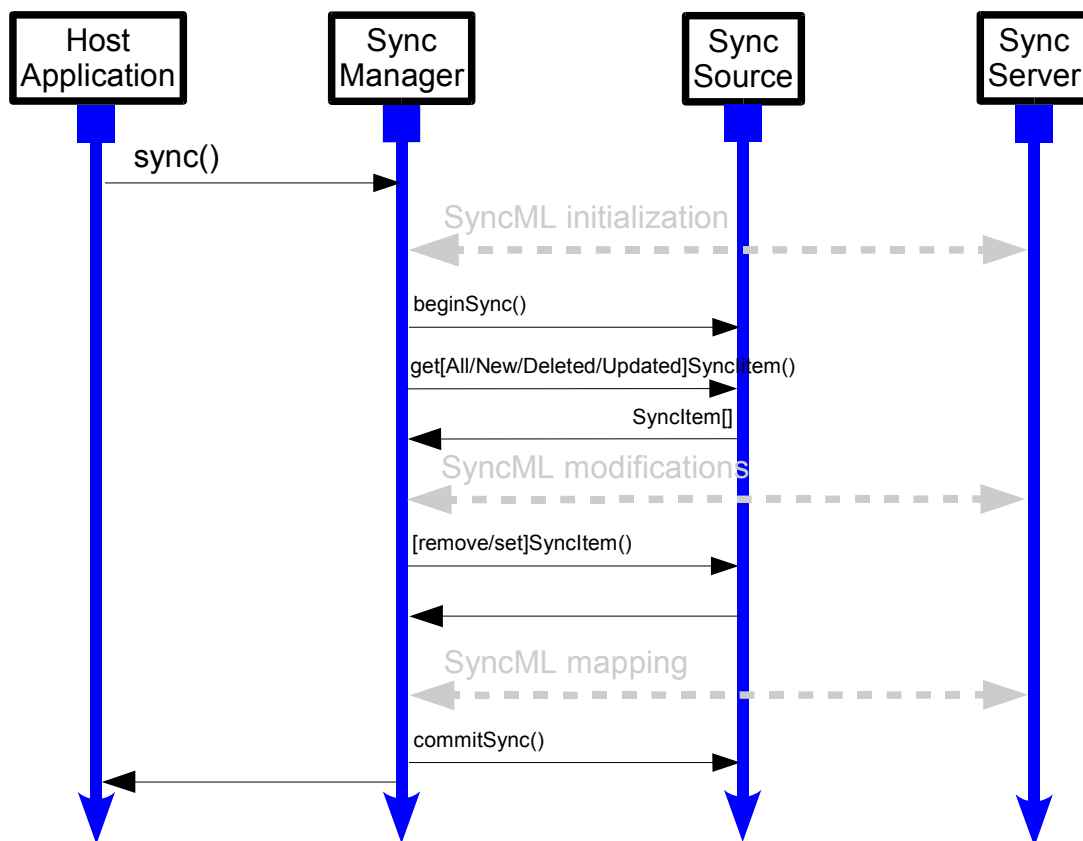 Host
Application
Sync
Manager
Sync
Source
Sync
Server
sync()
SyncML initialization
beginSync()
get[All/New/Deleted/Updated]SyncIitem()
SyncItem[]
SyncML modifications
[remove/set]SyncItem()
SyncML mapping
commitSync()